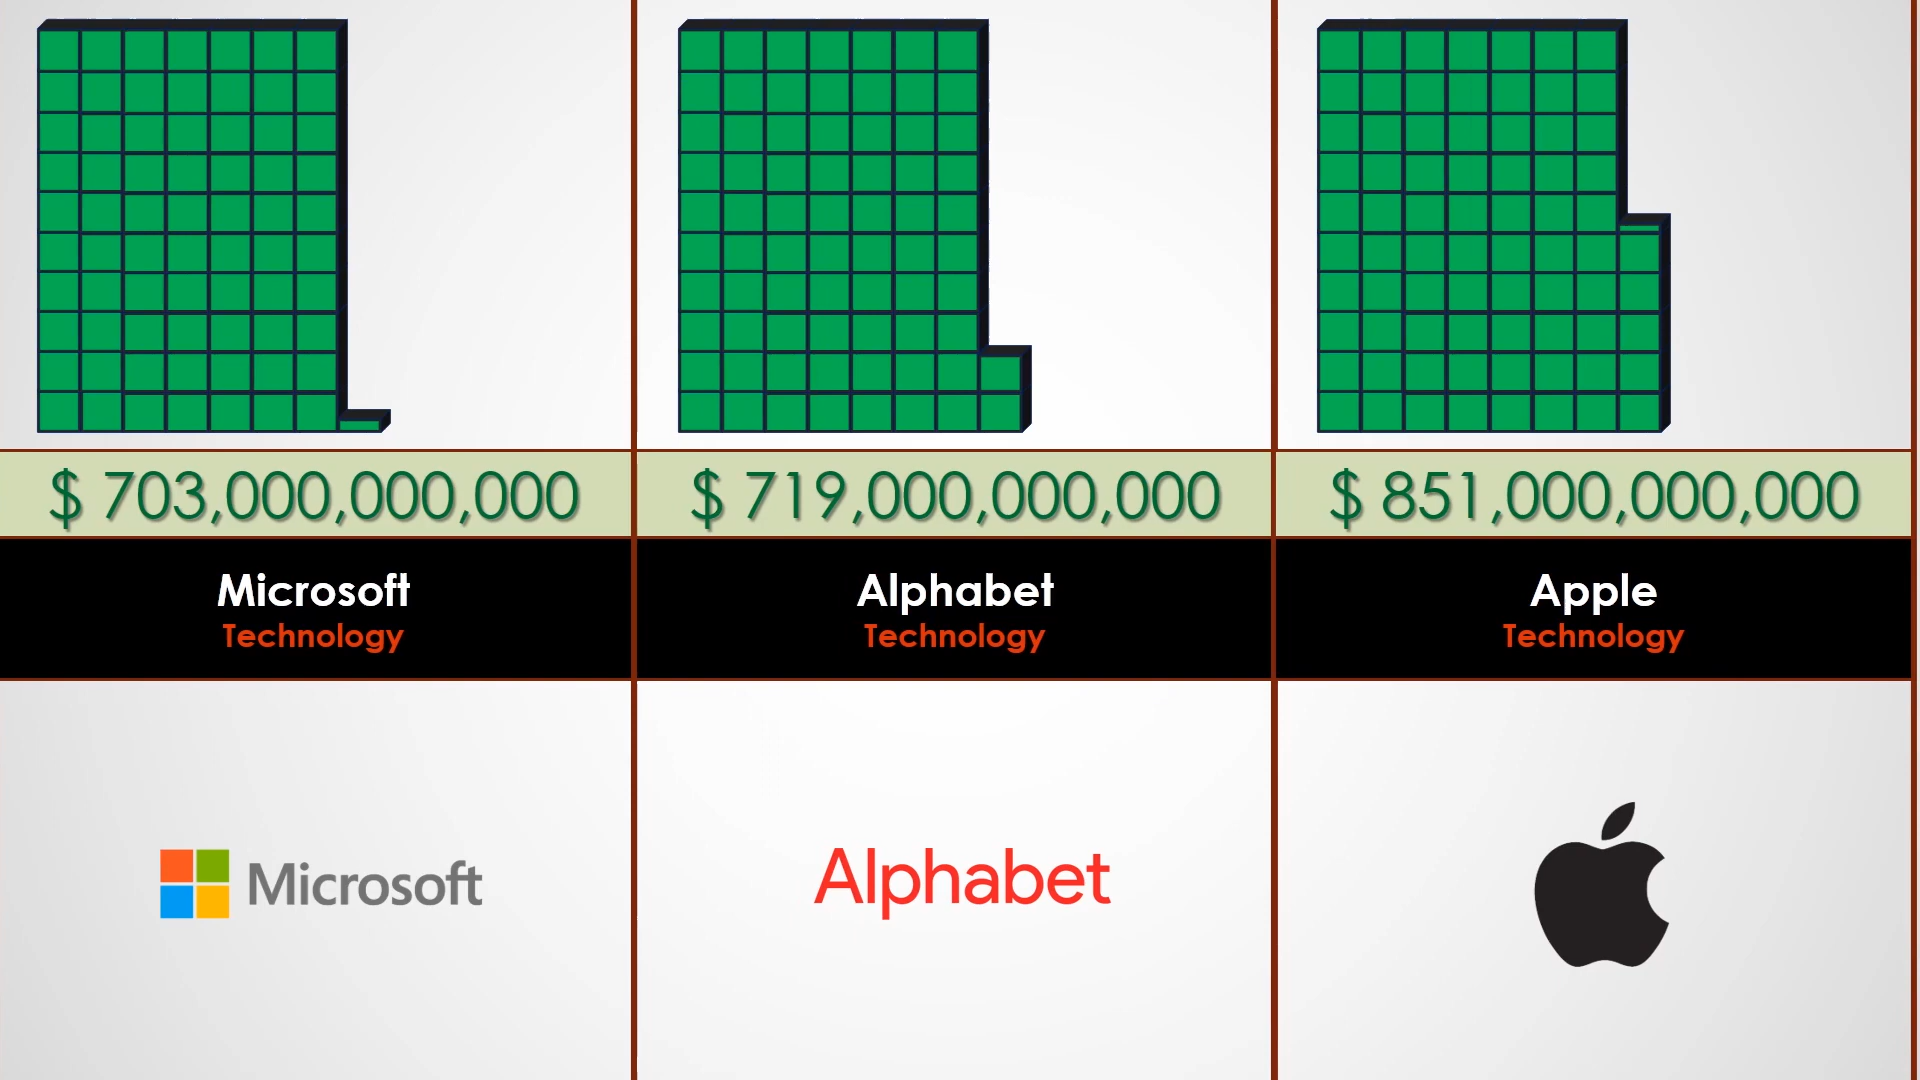 $ 703,000,000,000
$ 719,000,000,000
$ 851,000,000,000
Microsoft
Technology
Alphabet
Technology
Apple
Technology
Microsoft
Alphabet